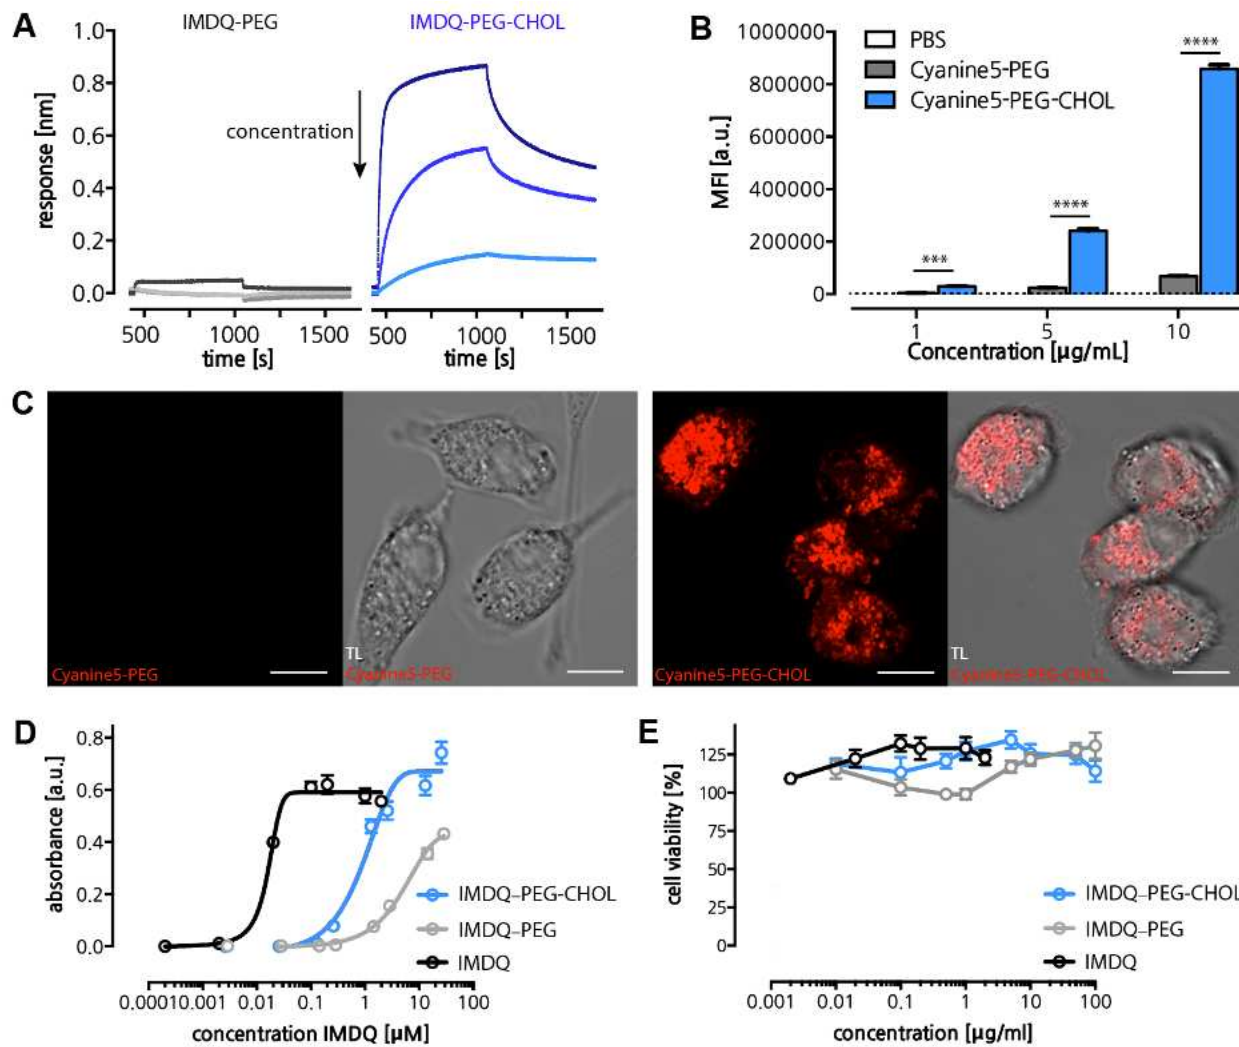 A
IMDQ-PEG
IMDQ-PEG-CHOL
1.0
0.8
0.6
0.4
0.2
0.0
response [nm]
concentration
500 1000 1500
500 1000 1500
time [s]
time [s]
B
1000000
800000
600000
400000
200000
0
MFI [a.u.]
PBS
Cyanine5-PEG
Cyanine5-PEG-CHOL
***
****
****
1 5 10
Concentration [µg/mL]
C
Cyanine5-PEG
TL
Cyanine5-PEG
Cyanine5-PEG-CHOL
TL
Cyanine5-PEG-CHOL
D
0.8
0.6
0.4
0.2
0.0
absorbance [a.u.]
IMDQ-PEG-CHOL
IMDQ-PEG
IMDQ
0.0001 0.001 0.01 0.1 1 10 100
concentration IMDQ [µM]
E
125
100
75
50
25
0
cell viability [%]
IMDQ-PEG-CHOL
IMDQ-PEG
IMDQ
0.001 0.01 0.1 1 10 100
concentration [µg/ml]